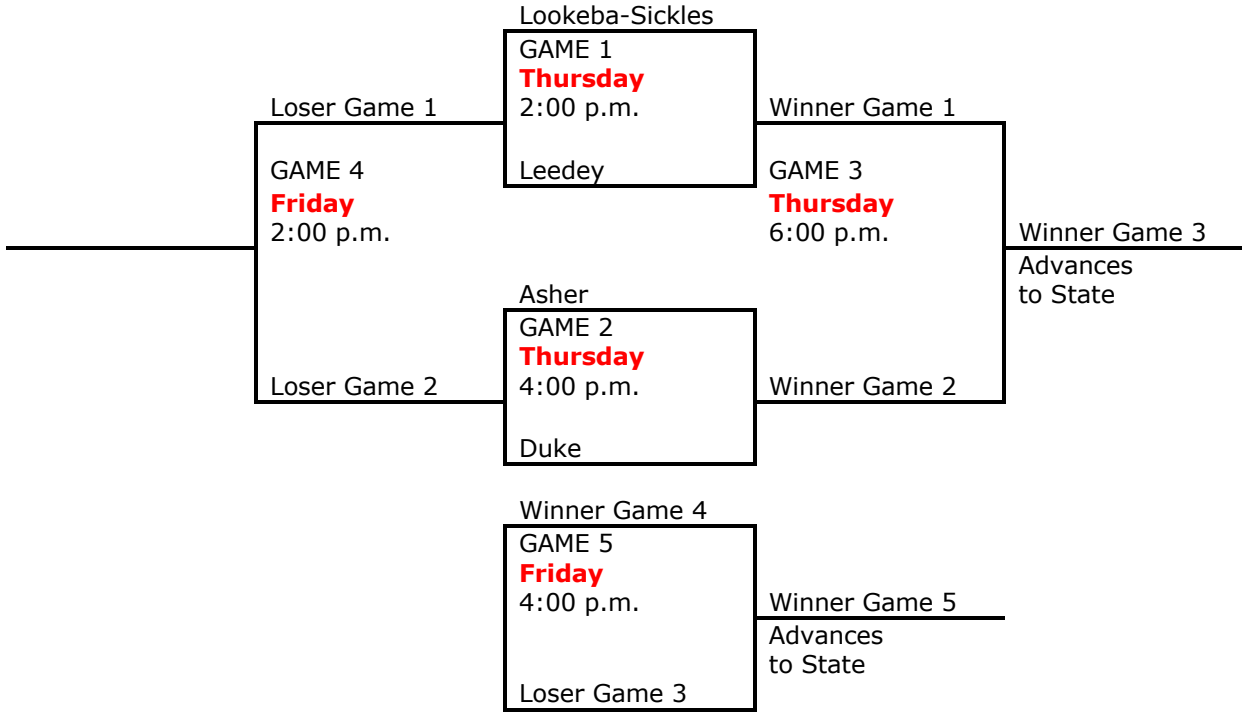 Lookeba-Sickles
GAME 1
Thursday
2:00 p.m.
Leedey
Loser Game 1
GAME 4
Friday
2:00 p.m.
Loser Game 2
Winner Game 1
GAME 3
Thursday
6:00 p.m.
Winner Game 2
Winner Game 3
Advances
to State
Asher
GAME 2
Thursday
4:00 p.m.
Duke
Winner Game 4
GAME 5
Friday
4:00 p.m.
Loser Game 3
Winner Game 5
Advances
to State